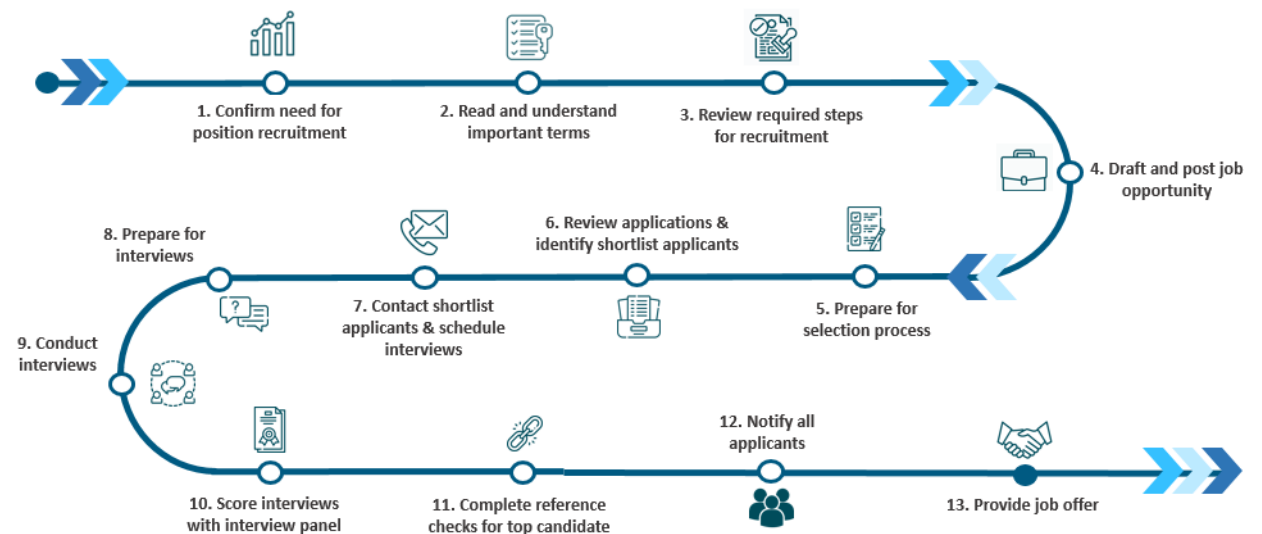 1. Confirm need for
position recruitment
2. Read and understand
important terms
3. Review required steps
for recruitment
4. Draft and post job
opportunity
5. Prepare for
selection process
6. Review applications &
identify shortlist applicants
7. Contact shortlist
applicants & schedule
interviews
8. Prepare for
interviews
?
9. Conduct
interviews
10. Score interviews
with interview panel
11. Complete reference
checks for top candidate
12. Notify all
applicants
13. Provide job offer